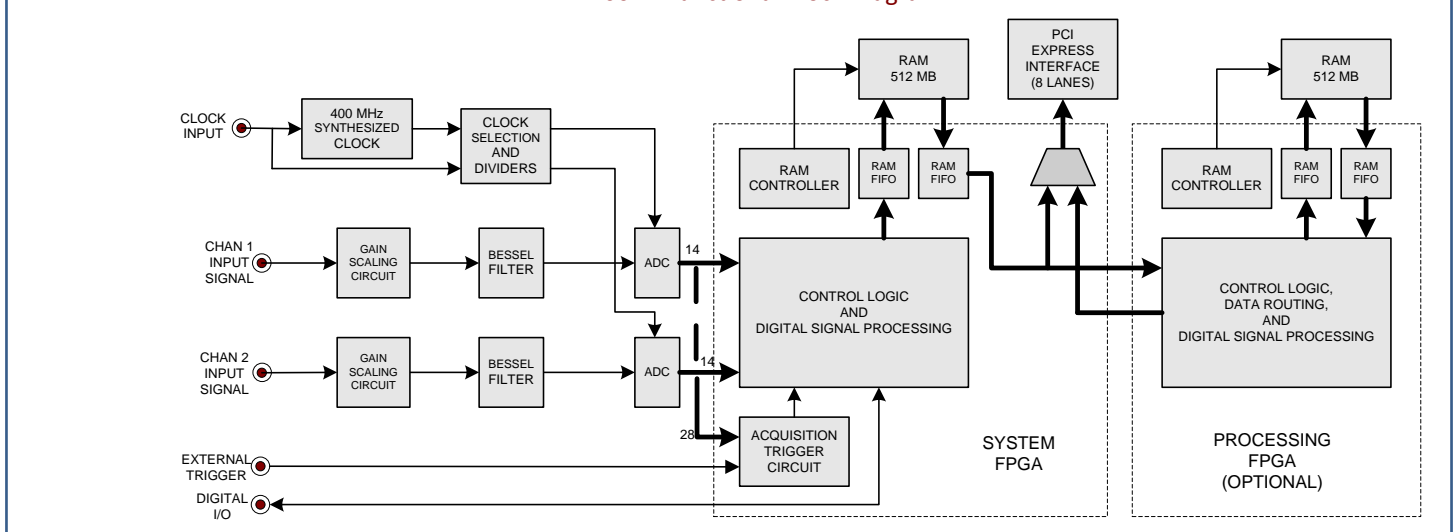 PCI
EXPRESS
INTERFACE
(8 LANES)
RAM
512 MB
RAM
512 MB
CLOCK
INPUT
400 MHz
SYNTHESIZED
CLOCK
CLOCK
SELECTION
AND
DIVIDERS
RAM
CONTROLLER
RAM
FIFO
RAM
FIFO
RAM
CONTROLLER
RAM
FIFO
RAM
FIFO
CHAN 1
INPUT
SIGNAL
GAIN
SCALING
CIRCUIT
BESSEL
FILTER
ADC
14
CONTROL LOGIC
AND
DIGITAL SIGNAL PROCESSING
CONTROL LOGIC,
DATA ROUTING,
AND
DIGITAL SIGNAL PROCESSING
CHAN 2
INPUT
SIGNAL
GAIN
SCALING
CIRCUIT
BESSEL
FILTER
ADC
14
28
ACQUISITION
TRIGGER
CIRCUIT
SYSTEM
FPGA
PROCESSING
FPGA
(OPTIONAL)
EXTERNAL
TRIGGER
DIGITAL
I/O